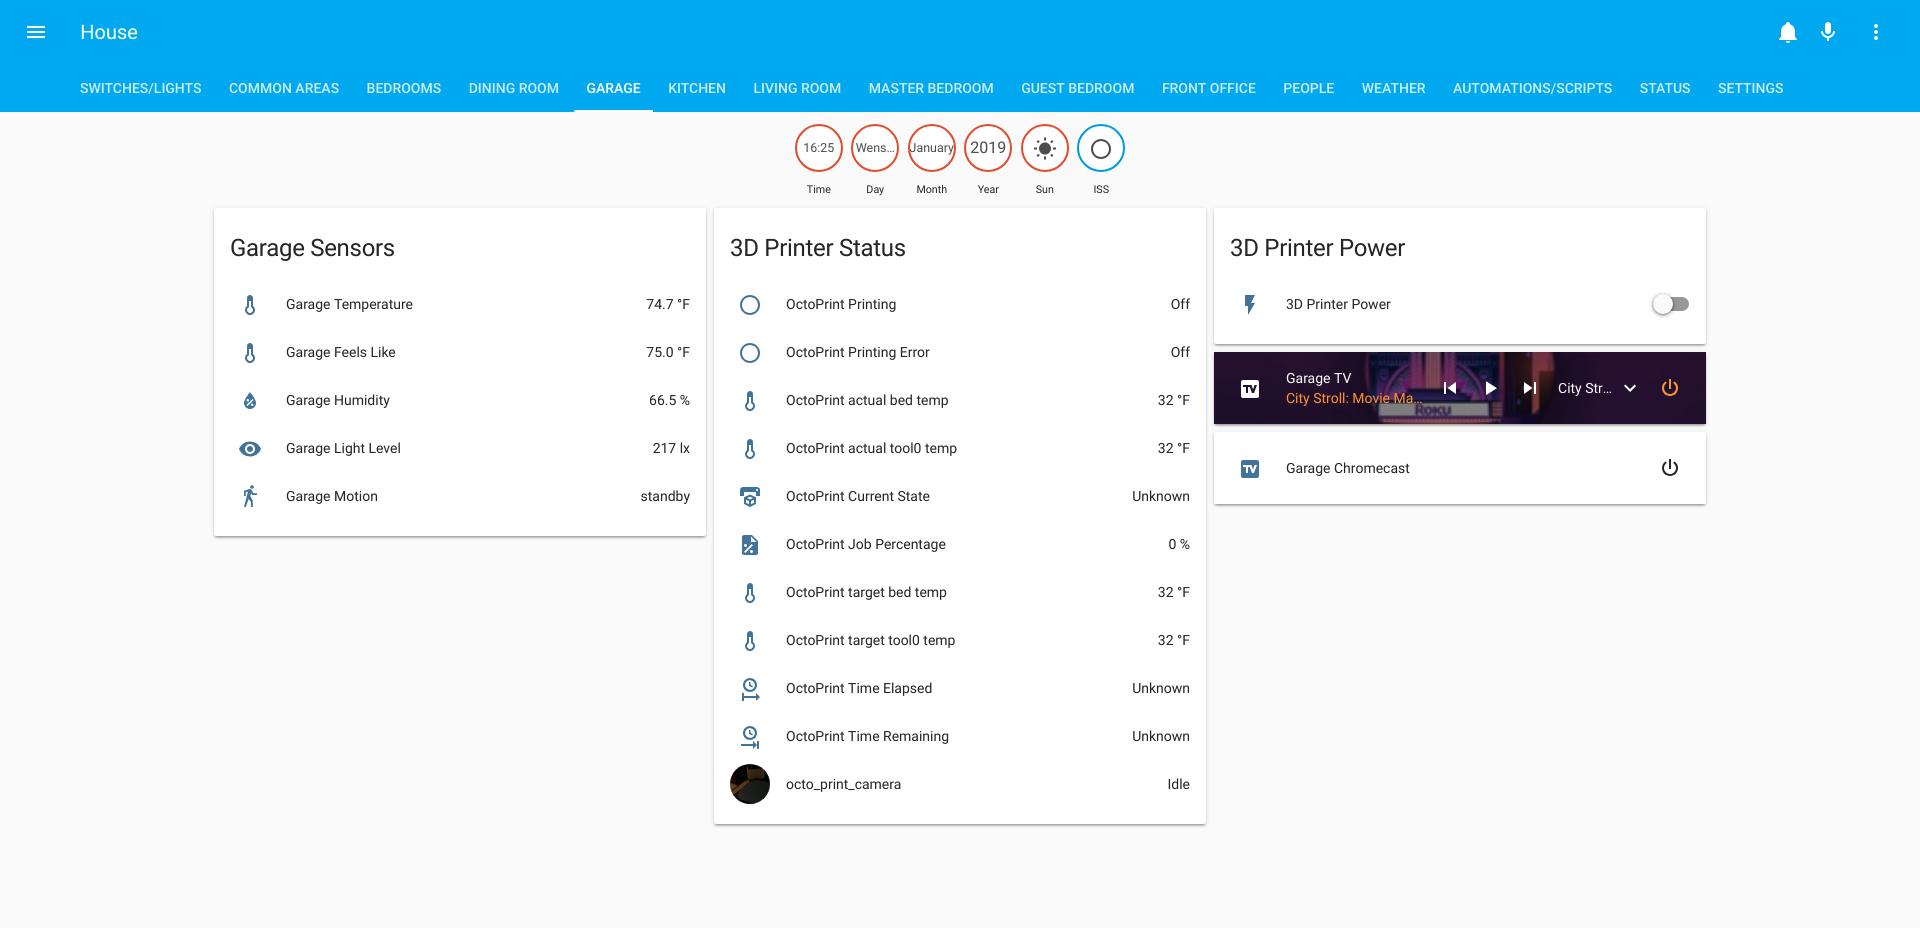 House
SWITCHES/LIGHTS COMMON AREAS BEDROOMS DINING ROOM GARAGE KITCHEN LIVING ROOM MASTER BEDROOM GUEST BEDROOM FRONT OFFICE PEOPLE WEATHER AUTOMATIONS/SCRIPTS STATUS SETTINGS
16:25 Wens... January 2019
Time Day Month Year Sun ISS
Garage Sensors
Garage Temperature 74.7 °F
Garage Feels Like 75.0 °F
Garage Humidity 66.5 %
Garage Light Level 217 lx
Garage Motion standby
3D Printer Status
OctoPrint Printing Off
OctoPrint Printing Error Off
OctoPrint actual bed temp 32 °F
OctoPrint actual tool0 temp 32 °F
OctoPrint Current State Unknown
OctoPrint Job Percentage 0 %
OctoPrint target bed temp 32 °F
OctoPrint target tool0 temp 32 °F
OctoPrint Time Elapsed Unknown
OctoPrint Time Remaining Unknown
octo_print_camera Idle
3D Printer Power
3D Printer Power
TV Garage TV
City Stroll: Movie Ma...
City Str...
ROKU
TV Garage Chromecast